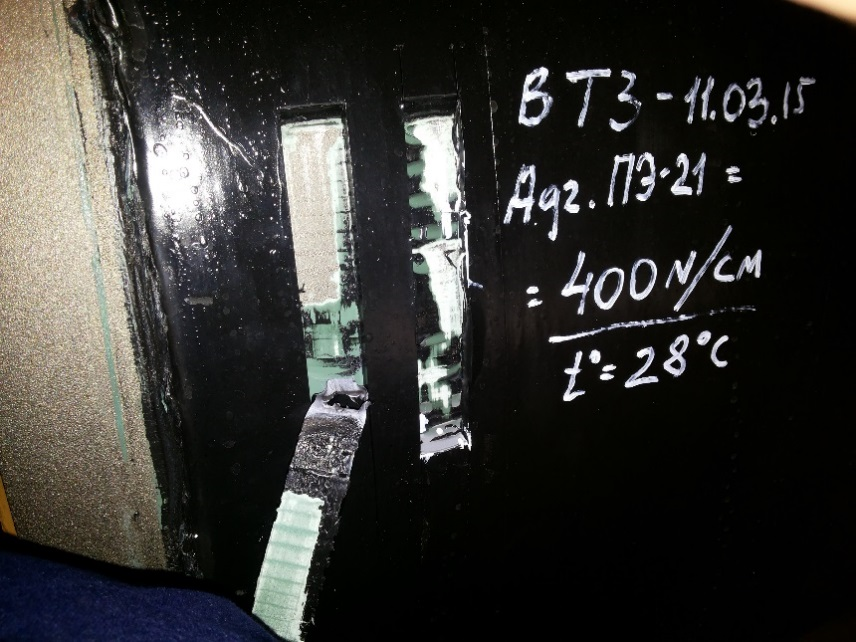 ВТЗ-11.03.15
Адг. ПЭ-21 =
= 400 N/см
t°= 28°C